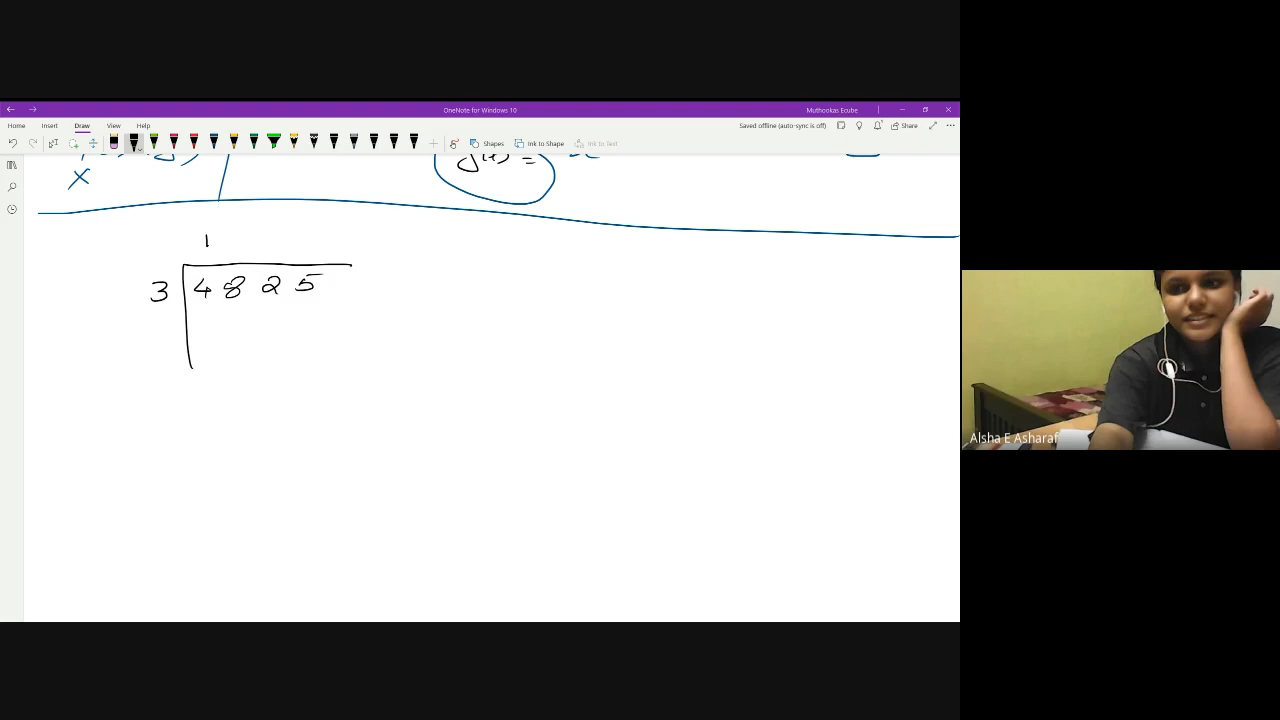 OneNote for Windows 10
Muthookas Ecube
Home Insert Draw View Help
Saved offline (auto-sync is off)
Share
Shapes
Ink to Shape
Ink to Text
x
1
3 4 8 2 5
Alsha E Asharaf